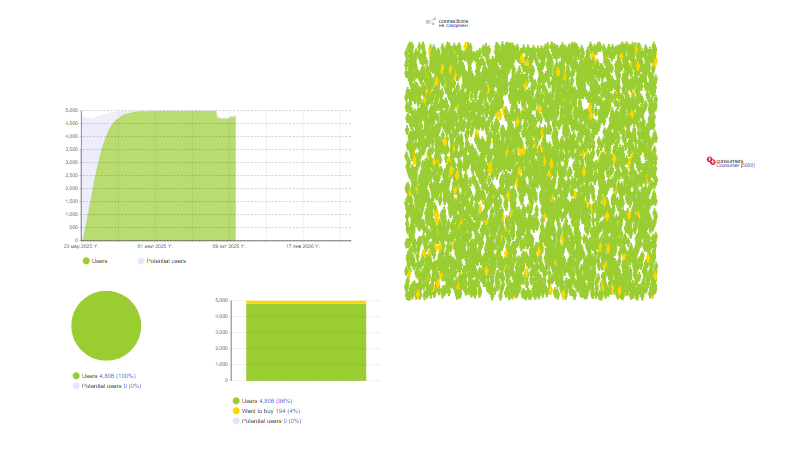 connections
не соединен
5,000
4,500
4,000
3,500
3,000
2,500
2,000
1,500
1,000
500
0
23 мар 2025 г.
01 июл 2025 г.
09 окт 2025 г.
17 янв 2026 г.
Users
Potential users
consumers
Consumer [5000]
5,000
4,000
3,000
2,000
1,000
0
Users 4,806 (100%)
Potential users 0 (0%)
Users 4,806 (96%)
Want to buy 194 (4%)
Potential users 0 (0%)